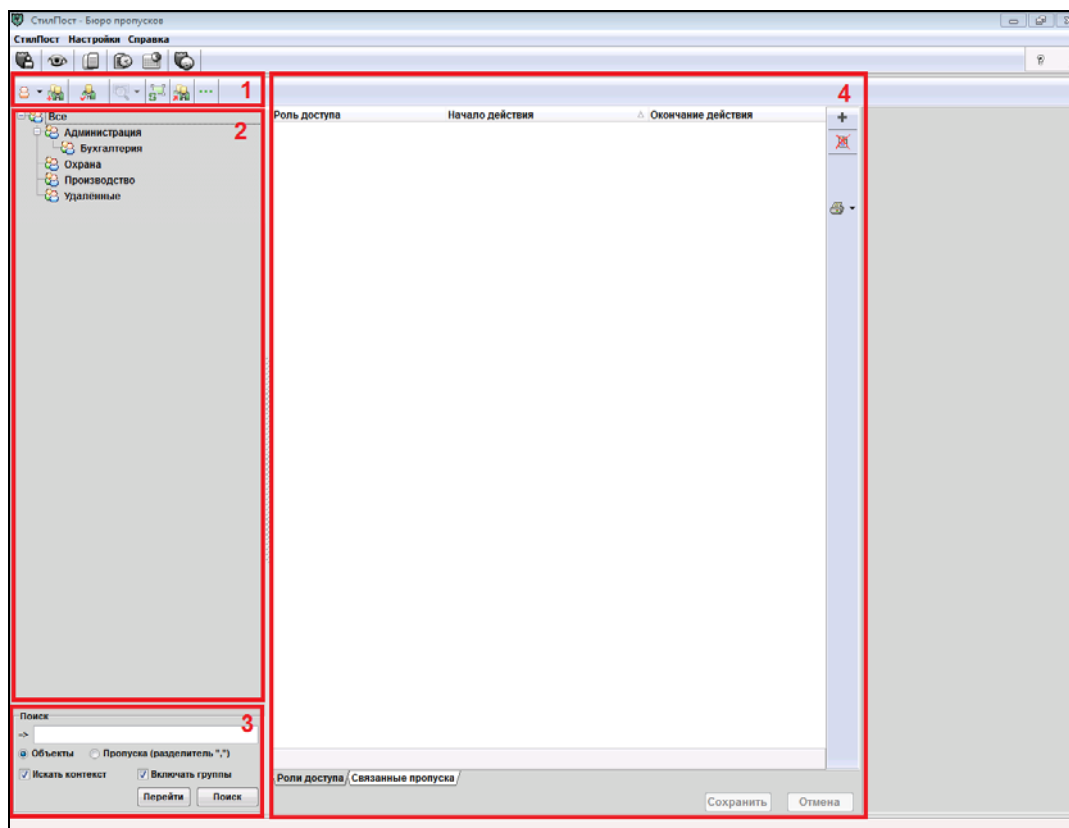 СтилПост - Бюро пропусков
СтилПост Настройки Справка
1
4
Роль доступа Начало действия Окончание действия
2
Все
Администрация
Бухгалтерия
Охрана
Производство
Удалённые
Поиск
3
->
Объекты Пропуска (разделитель ",")
Искать контекст Включать группы
Перейти Поиск
Роли доступа Связанные пропуска
Сохранить Отмена